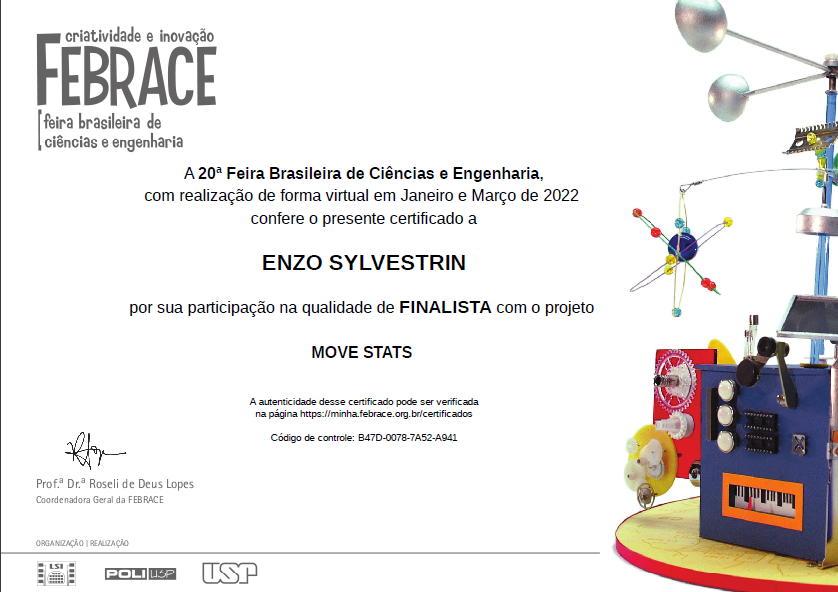 criatividade e inovação
FEBRACE
feira brasileira de
ciências e engenharia
A 20ª Feira Brasileira de Ciências e Engenharia,
com realização de forma virtual em Janeiro e Março de 2022
confere o presente certificado a
ENZO SYLVESTRIN
por sua participação na qualidade de FINALISTA com o projeto
MOVE STATS
A autenticidade desse certificado pode ser verificada
na página https://minha.febrace.org.br/certificados
Código de controle: B47D-0078-7A52-A941
Prof.ª Dr.ª Roseli de Deus Lopes
Coordenadora Geral da FEBRACE
ORGANIZAÇÃO | REALIZAÇÃO
LSI POLI USP USP